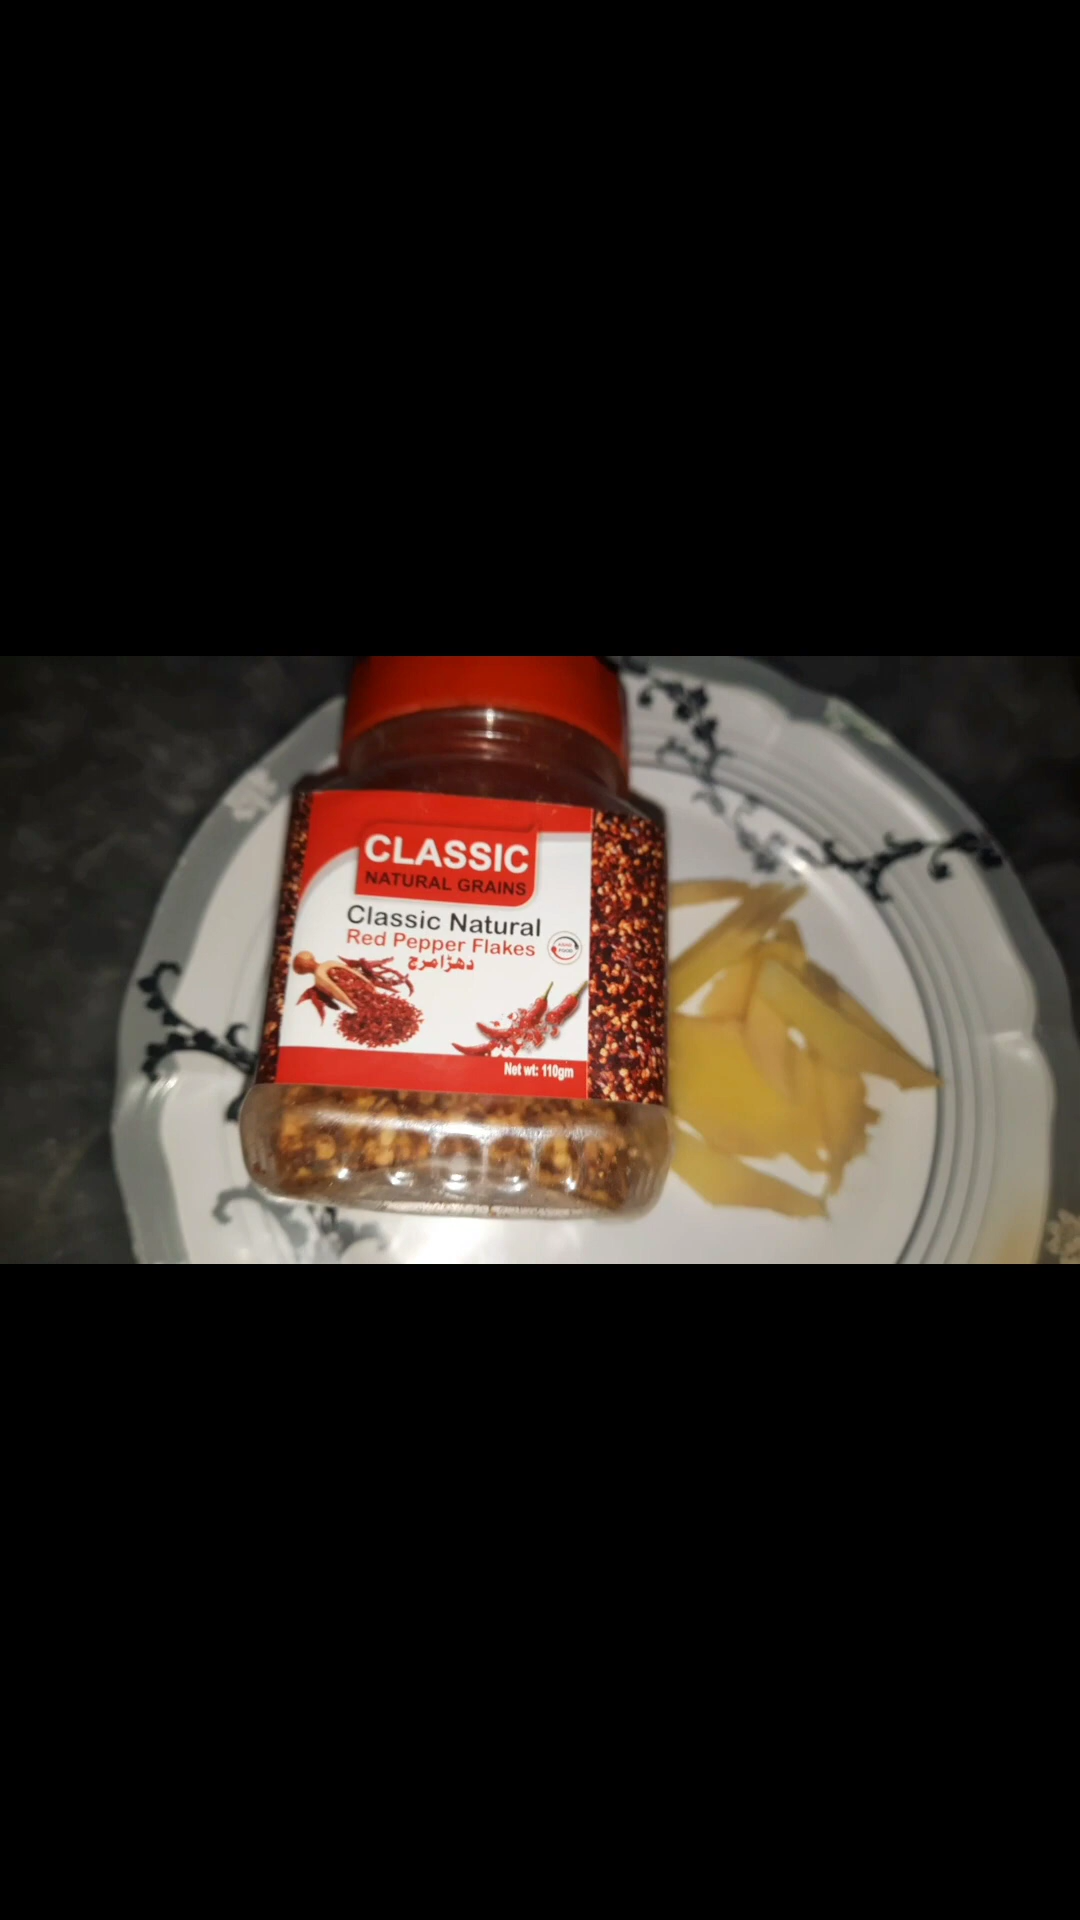 CLASSIC
NATURAL GRAINS
Classic Natural
Red Pepper Flakes
دھڑا مرچ
Net wt: 110gm